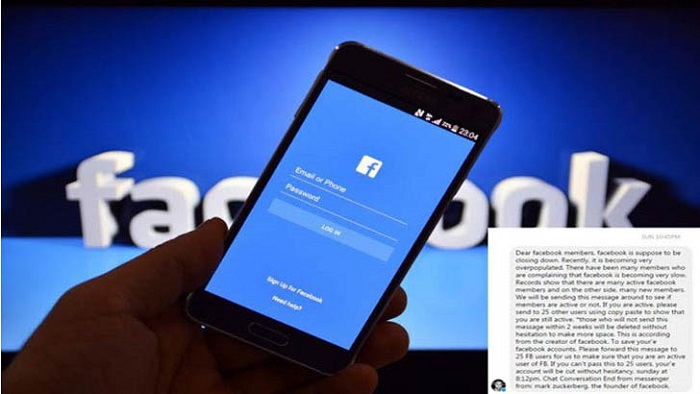 facebook
23:04
Email or Phone
Password
LOG IN
Sign Up for Facebook
Need help?
SUN 10:40PM
Dear facebook members, facebook is suppose to be
closing down. Recently, it is becoming very
overpopulated. There have been many members who
are complaining that facebook is becoming very slow.
Records show that there are many active facebook
members and on the other side, many new members.
We will be sending this message around to see if
members are active or not. If you are active, please
send to 25 other users using copy paste to show that
you are still active. *those who will not send this
message within 2 weeks will be deleted without
hesitation to make more space. This is according
from the creator of facebook. To save your'e
facebook accounts. Please forward this message to
25 FB users for us to make sure that you are an active
user of FB. If you can't pass this to 25 users, your'e
account will be cut without hesitancy, sunday at
8:12pm. Chat Conversation End from messenger
from: mark zuckerberg, the founder of facebook.